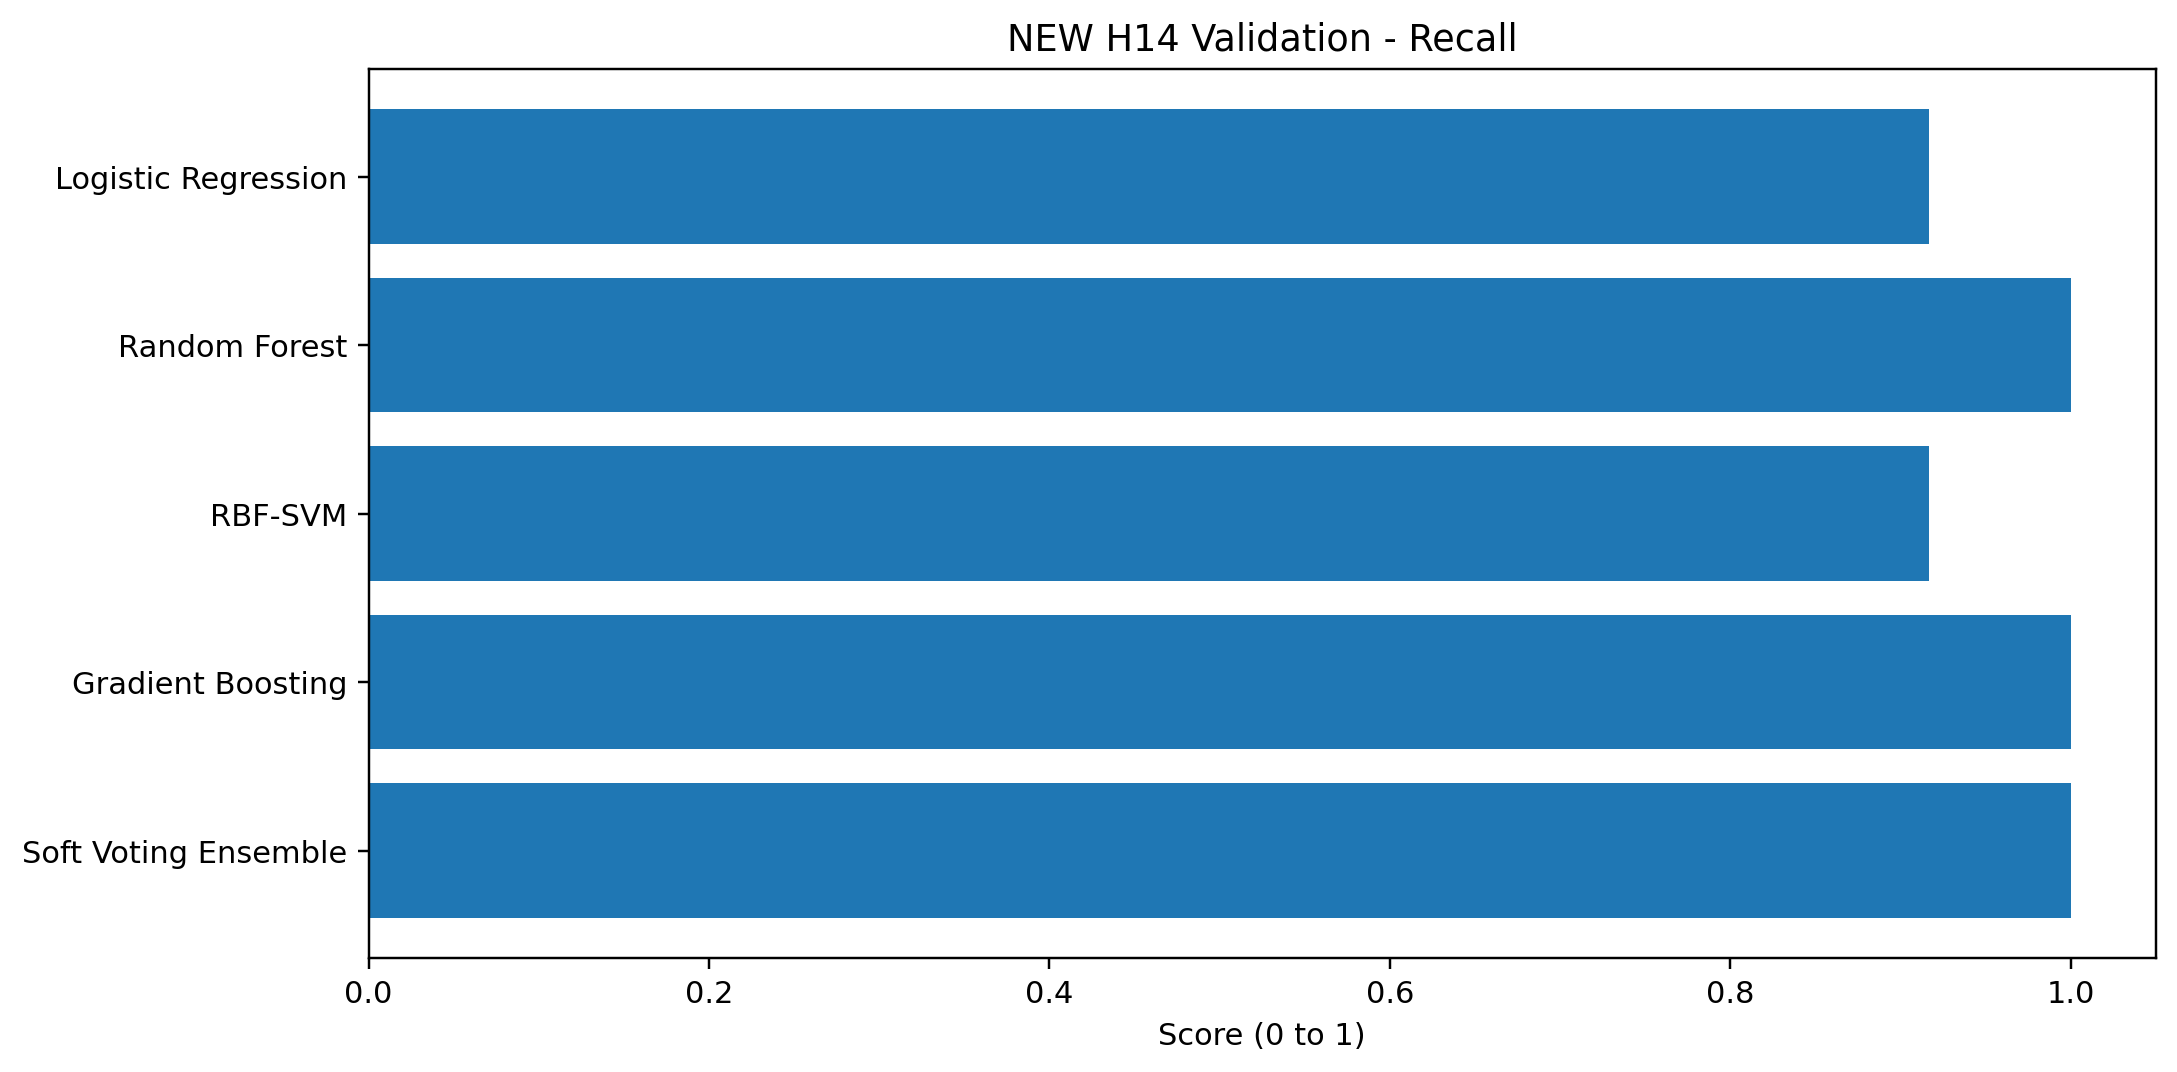 NEW H14 Validation - Recall
Logistic Regression
Random Forest
RBF-SVM
Gradient Boosting
Soft Voting Ensemble
0.0 0.2 0.4 0.6 0.8 1.0
Score (0 to 1)